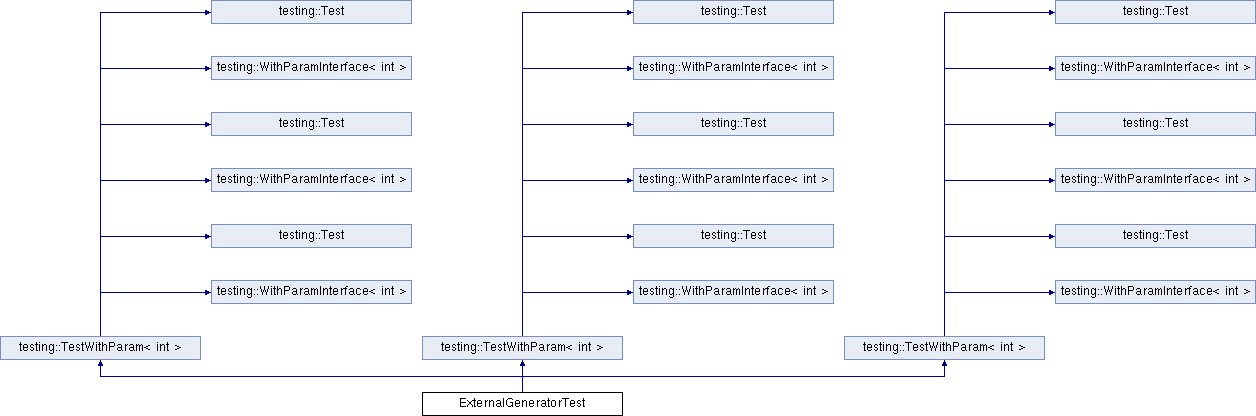 testing::Test testing::Test testing::Test
testing::WithParamInterface< int > testing::WithParamInterface< int > testing::WithParamInterface< int >
testing::Test testing::Test testing::Test
testing::WithParamInterface< int > testing::WithParamInterface< int > testing::WithParamInterface< int >
testing::Test testing::Test testing::Test
testing::WithParamInterface< int > testing::WithParamInterface< int > testing::WithParamInterface< int >
testing::TestWithParam< int > testing::TestWithParam< int > testing::TestWithParam< int >
ExternalGeneratorTest